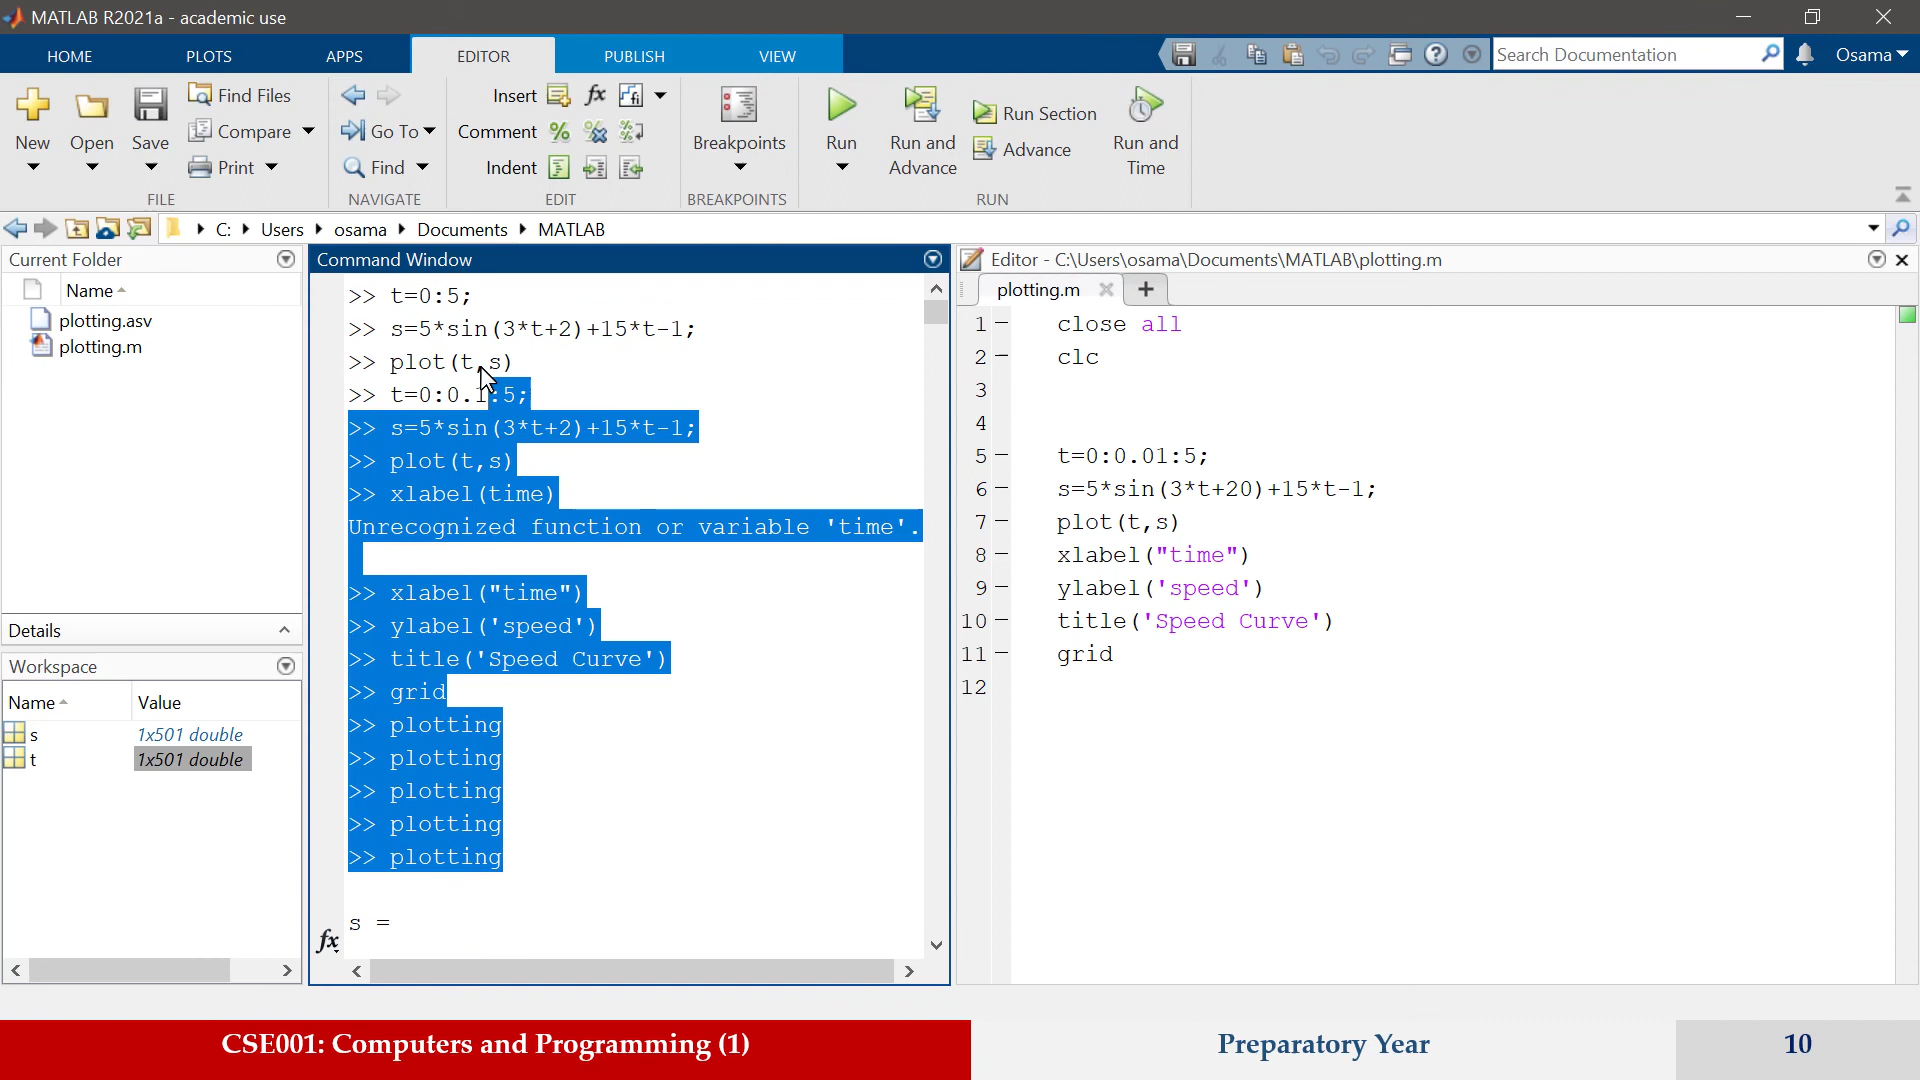 MATLAB R2021a - academic use
HOME PLOTS APPS EDITOR PUBLISH VIEW
Search Documentation
Osama
New
Open
Save
Find Files
Compare
Print
FILE
Go To
Find
NAVIGATE
Insert
Comment
Indent
EDIT
Breakpoints
BREAKPOINTS
Run
Run and
Advance
Run Section
Advance
Run and
Time
RUN
C: Users osama Documents MATLAB
Current Folder
Name
plotting.asv
plotting.m
Details
Workspace
Name Value
s 1x501 double
t 1x501 double
Command Window
>> t=0:5;
>> s=5*sin(3*t+2)+15*t-1;
>> plot(t,s)
>> t=0:0.1:5;
>> s=5*sin(3*t+2)+15*t-1;
>> plot(t,s)
>> xlabel(time)
Unrecognized function or variable 'time'.
>> xlabel("time")
>> ylabel('speed')
>> title('Speed Curve')
>> grid
>> plotting
>> plotting
>> plotting
>> plotting
>> plotting
s =
fx
Editor - C:\Users\osama\Documents\MATLAB\plotting.m
plotting.m
1 close all
2 clc
3
4
5 t=0:0.01:5;
6 s=5*sin(3*t+20)+15*t-1;
7 plot(t,s)
8 xlabel("time")
9 ylabel('speed')
10 title('Speed Curve')
11 grid
12
CSE001: Computers and Programming (1)
Preparatory Year
10